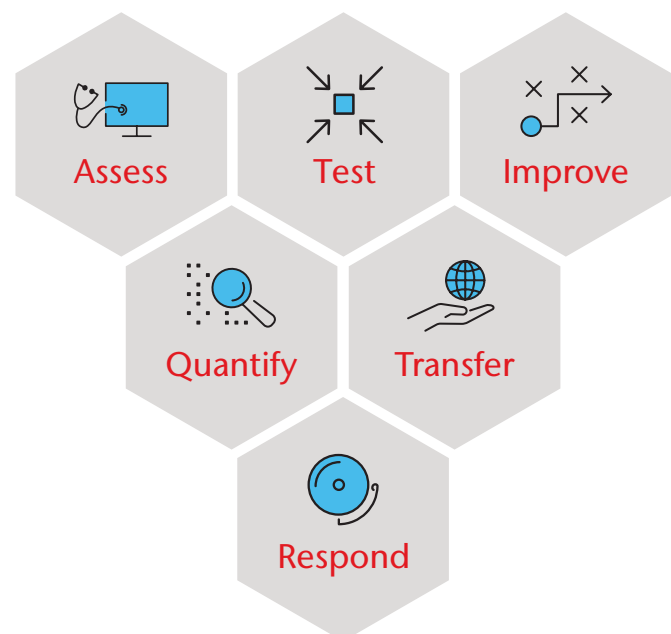 Assess
Test
Improve
Quantify
Transfer
Respond